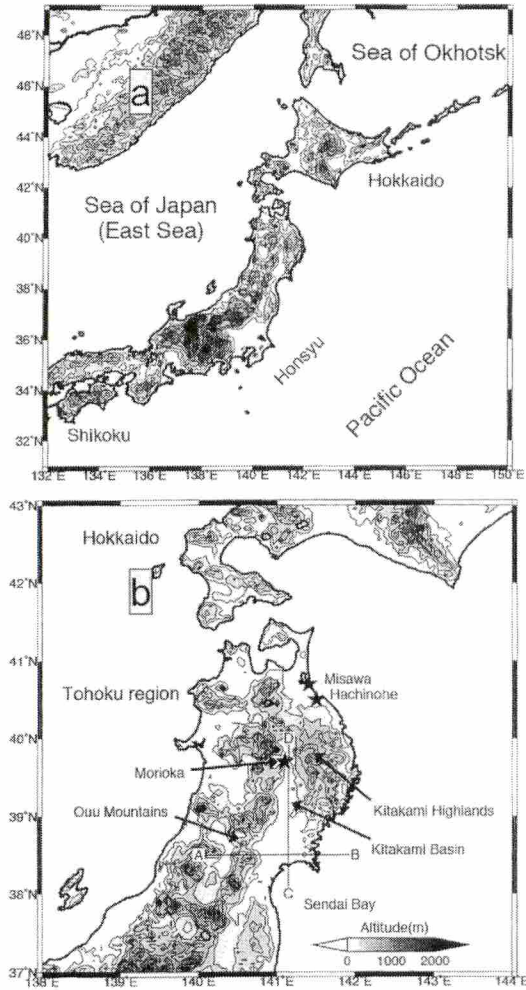 48˚N
46˚N
44˚N
42˚N
40˚N
38˚N
36˚N
34˚N
32˚N
132˚E
134˚E
136˚E
138˚E
140˚E
142˚E
144˚E
146˚E
148˚E
150˚E
a
Sea of Okhotsk
Hokkaido
Sea of Japan
(East Sea)
Honsyu
Pacific Ocean
Shikoku
43˚N
42˚N
41˚N
40˚N
39˚N
38˚N
37˚N
138˚E
139˚E
140˚E
141˚E
142˚E
143˚E
144˚E
b
Hokkaido
Misawa
Hachinone
Tohoku region
D
Morioka
Kitakami Highlands
Ouu Mountains
Kitakami Basin
A
B
C
Sendai Bay
Altitude(m)
0 1000 2000